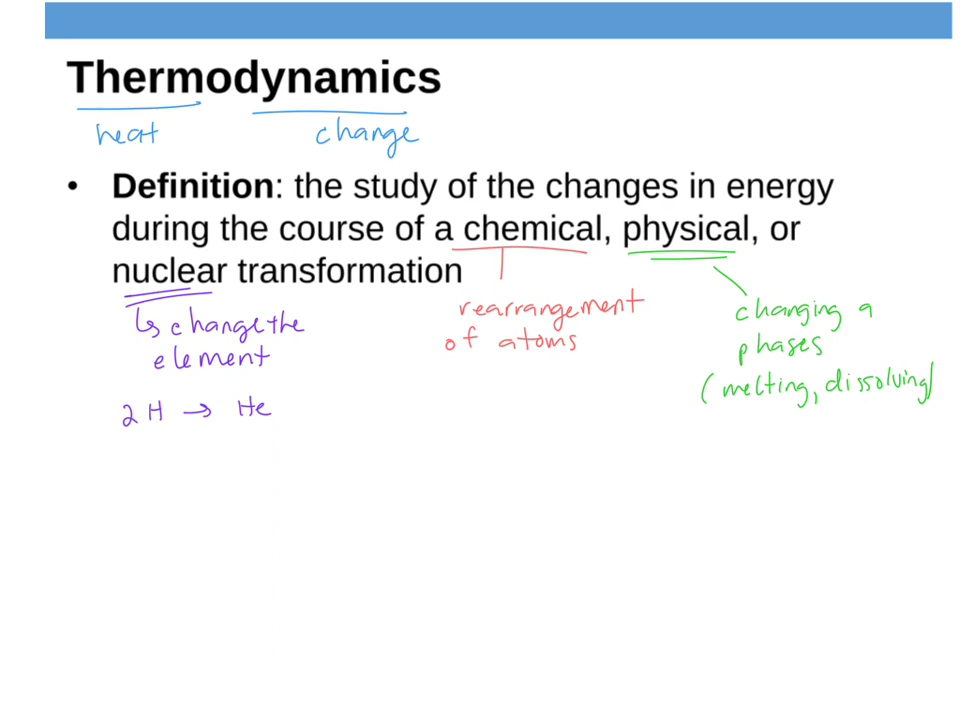 Thermodynamics
heat change
• Definition: the study of the changes in energy
during the course of a chemical, physical, or
nuclear transformation
↳ change the
element
2H → He
rearrangement
of atoms
changing a
phases
(melting, dissolving)